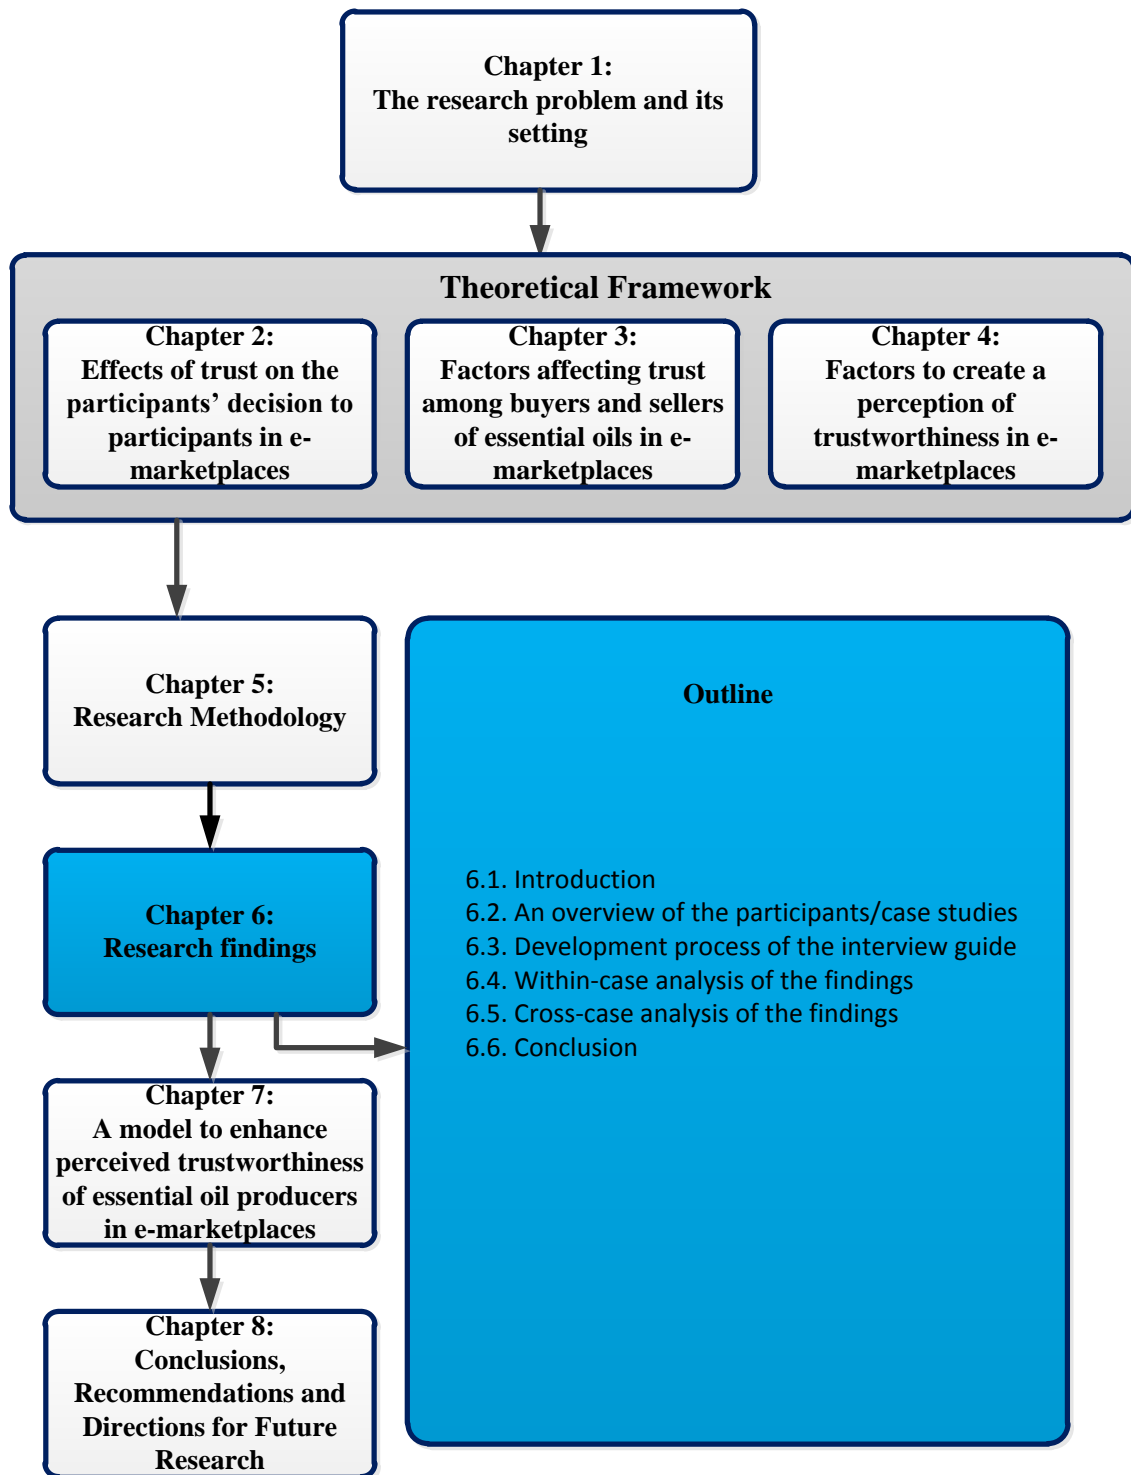 Chapter 1:
The research problem and its
setting
Theoretical Framework
Chapter 2:
Effects of trust on the
participants’ decision to
participants in e-
marketplaces
Chapter 3:
Factors affecting trust
among buyers and sellers
of essential oils in e-
marketplaces
Chapter 4:
Factors to create a
perception of
trustworthiness in e-
marketplaces
Chapter 5:
Research Methodology
Chapter 6:
Research findings
Outline
6.1. Introduction
6.2. An overview of the participants/case studies
6.3. Development process of the interview guide
6.4. Within-case analysis of the findings
6.5. Cross-case analysis of the findings
6.6. Conclusion
Chapter 7:
A model to enhance
perceived trustworthiness
of essential oil producers
in e-marketplaces
Chapter 8:
Conclusions,
Recommendations and
Directions for Future
Research